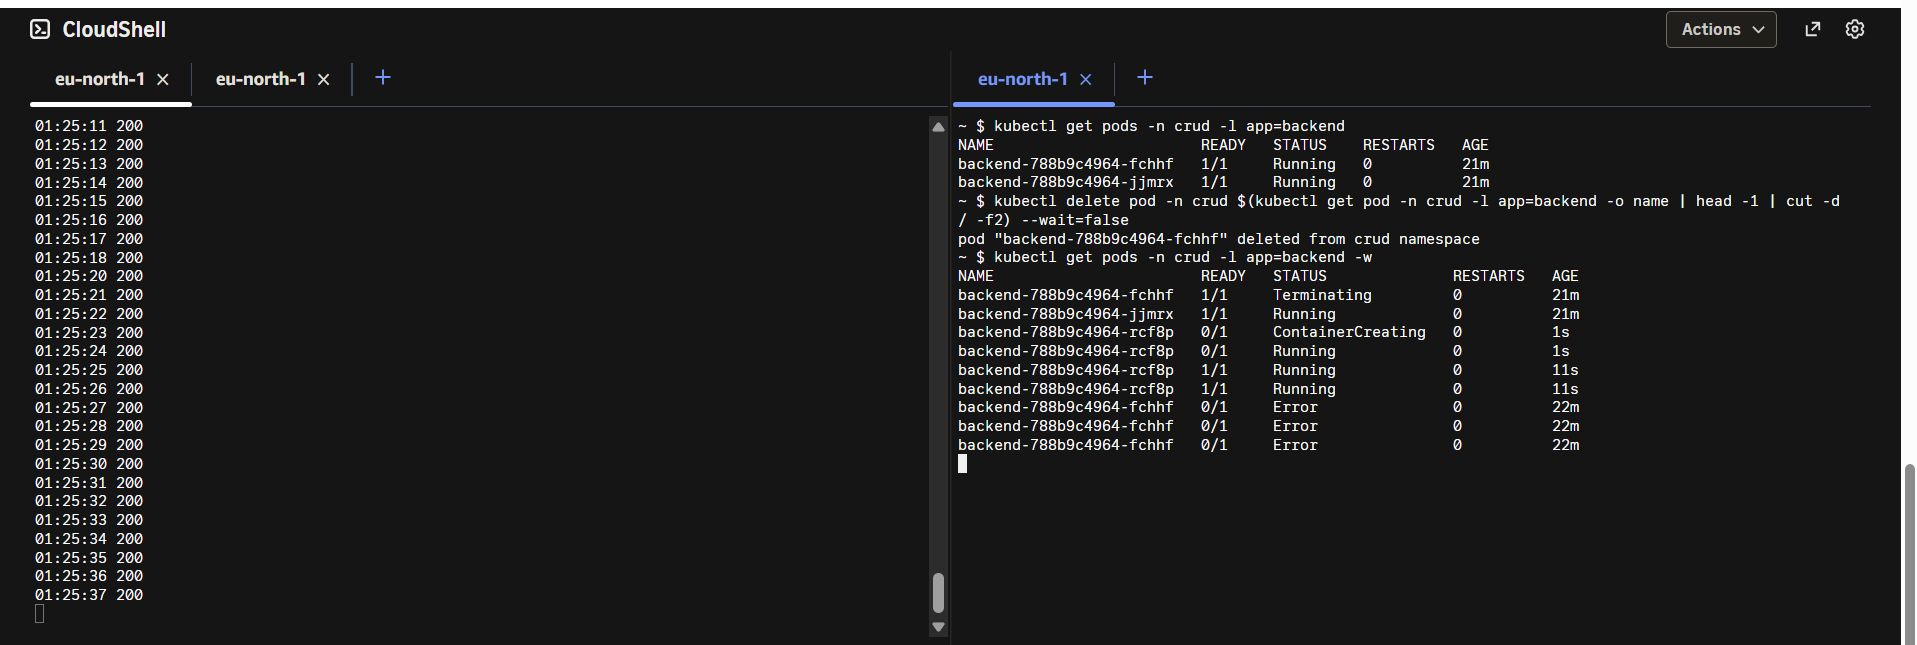 CloudShell
Actions
eu-north-1 × eu-north-1 × +
01:25:11 200
01:25:12 200
01:25:13 200
01:25:14 200
01:25:15 200
01:25:16 200
01:25:17 200
01:25:18 200
01:25:20 200
01:25:21 200
01:25:22 200
01:25:23 200
01:25:24 200
01:25:25 200
01:25:26 200
01:25:27 200
01:25:28 200
01:25:29 200
01:25:30 200
01:25:31 200
01:25:32 200
01:25:33 200
01:25:34 200
01:25:35 200
01:25:36 200
01:25:37 200
eu-north-1 × +
~ $ kubectl get pods -n crud -l app=backend
NAME                       READY   STATUS    RESTARTS   AGE
backend-788b9c4964-fchhf   1/1     Running   0          21m
backend-788b9c4964-jjmrx   1/1     Running   0          21m
~ $ kubectl delete pod -n crud $(kubectl get pod -n crud -l app=backend -o name | head -1 | cut -d
/ -f2) --wait=false
pod "backend-788b9c4964-fchhf" deleted from crud namespace
~ $ kubectl get pods -n crud -l app=backend -w
NAME                       READY   STATUS              RESTARTS   AGE
backend-788b9c4964-fchhf   1/1     Terminating         0          21m
backend-788b9c4964-jjmrx   1/1     Running             0          21m
backend-788b9c4964-rcf8p   0/1     ContainerCreating   0          1s
backend-788b9c4964-rcf8p   0/1     Running             0          1s
backend-788b9c4964-rcf8p   1/1     Running             0          11s
backend-788b9c4964-rcf8p   1/1     Running             0          11s
backend-788b9c4964-fchhf   0/1     Error               0          22m
backend-788b9c4964-fchhf   0/1     Error               0          22m
backend-788b9c4964-fchhf   0/1     Error               0          22m